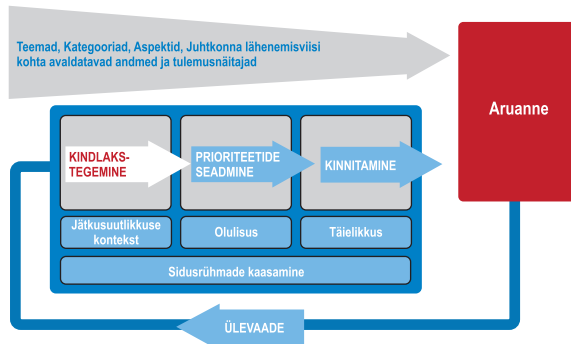 Teemad, Kategooriad, Aspektid, Juhtkonna lähenemisviisi
kohta avaldatavad andmed ja tulemusnäitajad
Aruanne
KINDLAKS-
TEGEMINE
PRIORITEETIDE
SEADMINE
KINNITAMINE
Jätkusuutlikkuse
kontekst
Olulisus
Täielikkus
Sidusrühmade kaasamine
ÜLEVAADE